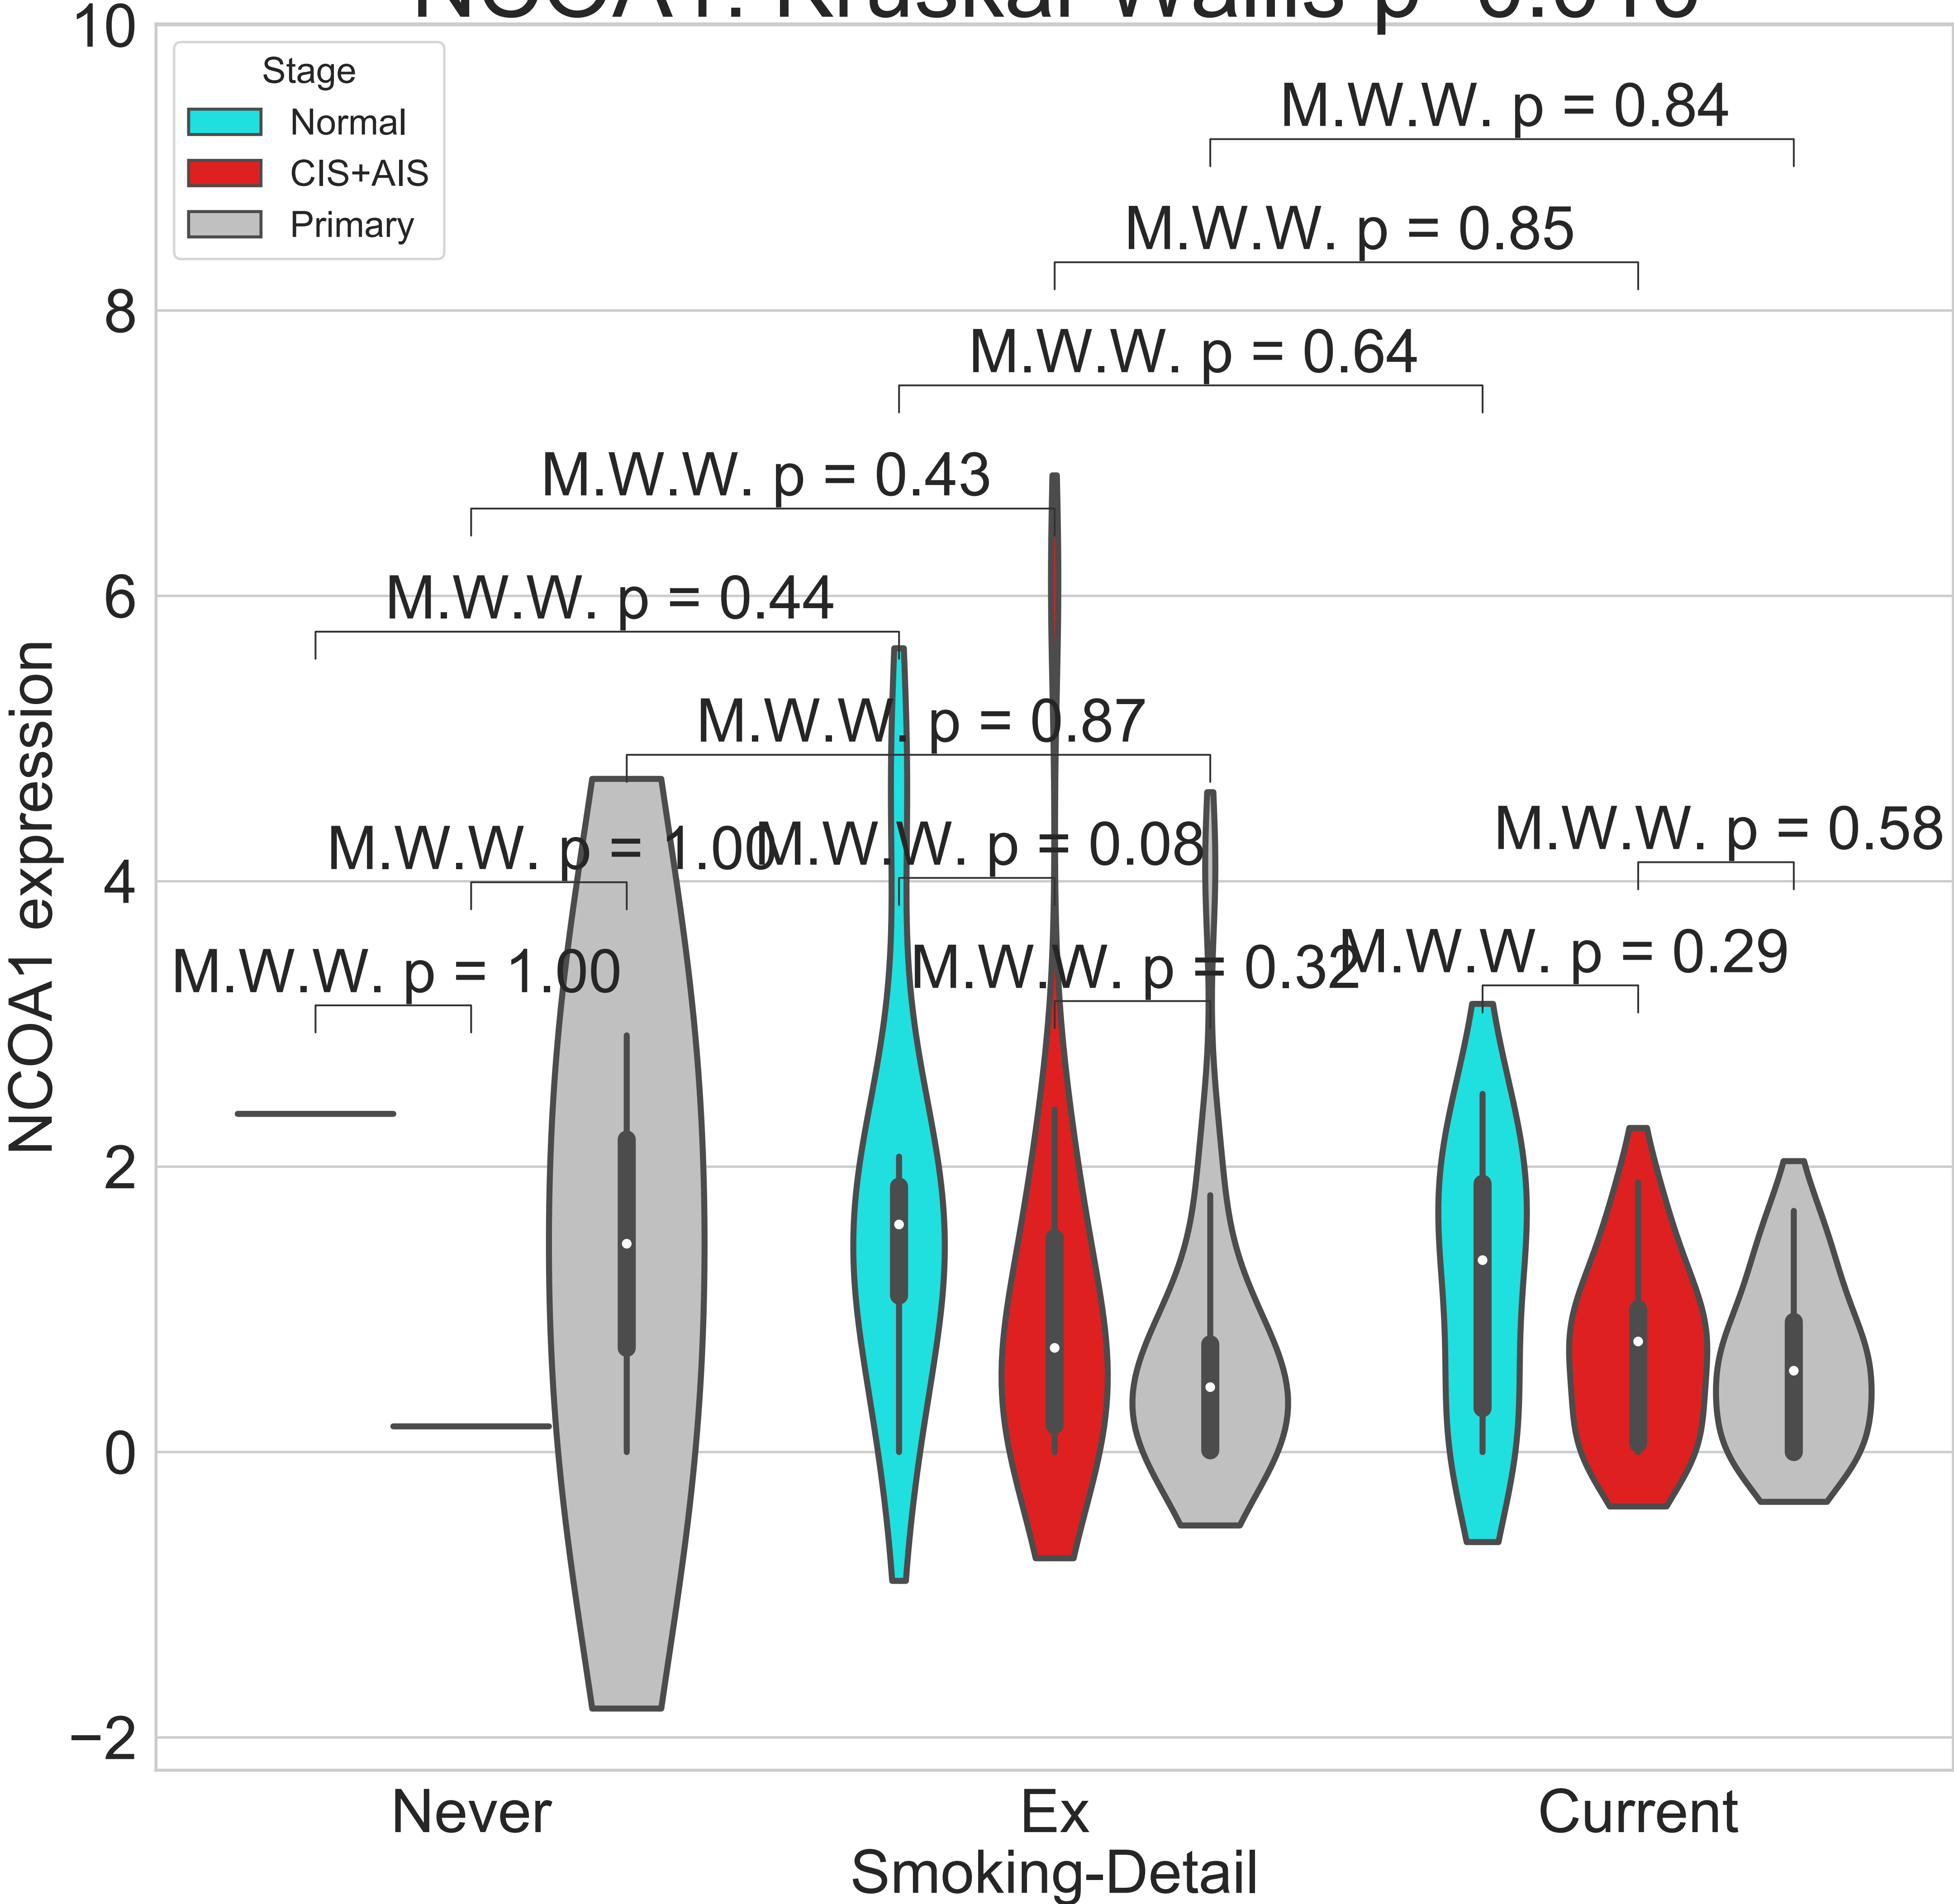 10
Stage
Normal
CIS+AIS
Primary
M.W.W. p = 0.84
M.W.W. p = 0.85
8
M.W.W. p = 0.64
M.W.W. p = 0.43
6
M.W.W. p = 0.44
M.W.W. p = 0.87
M.W.W. p = 1.00
M.W.W. p = 0.08
M.W.W. p = 0.58
4
M.W.W. p = 1.00
M.W.W. p = 0.32
M.W.W. p = 0.29
2
0
−2
NCOA1 expression
Never
Ex
Current
Smoking-Detail